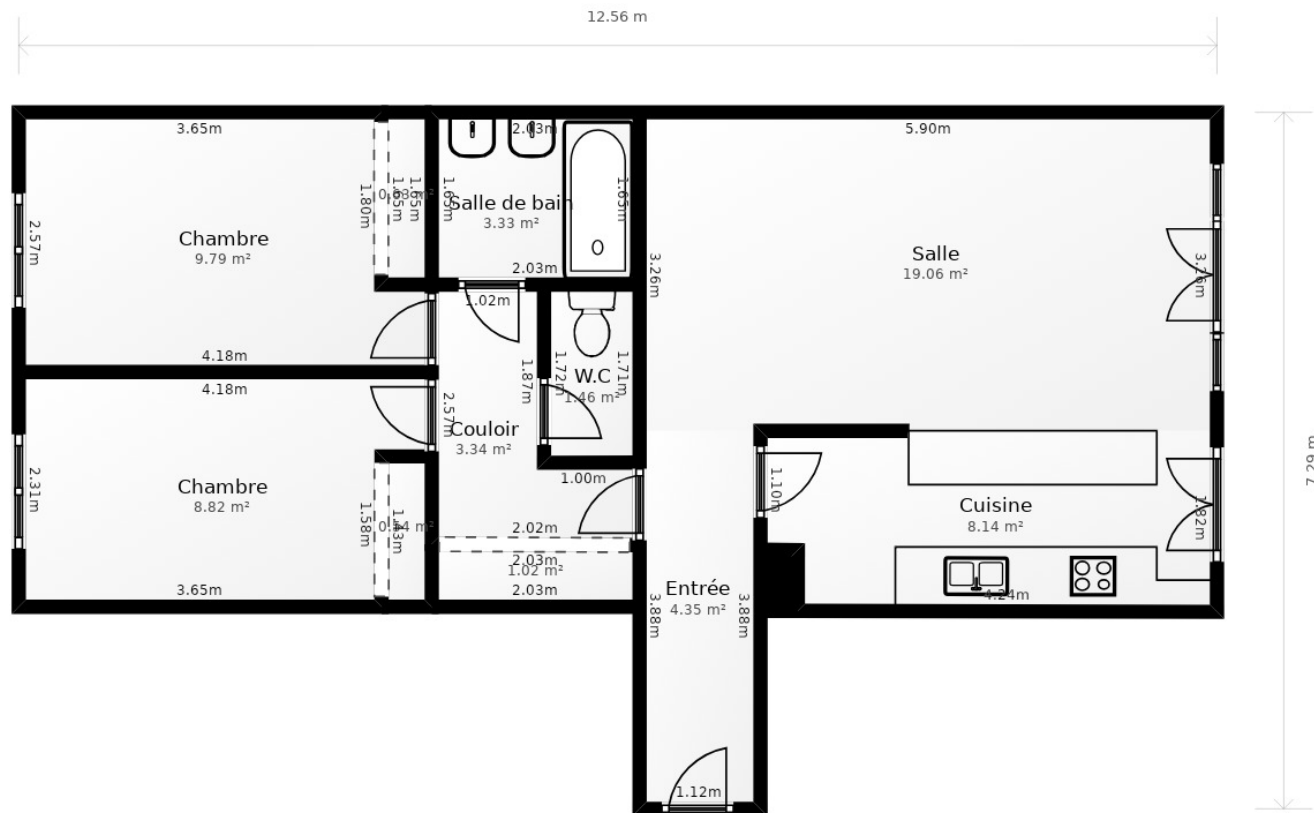 12.56 m
3.65m
2.03m
5.90m
1.80m
1.65m
1.65m
0.63 m²
1.65m
Salle de bain
3.33 m²
1.65m
2.57m
Chambre
9.79 m²
3.26m
Salle
19.06 m²
3.26m
2.03m
1.02m
4.18m
4.18m
2.57m
1.87m
1.72m
1.71m
W.C
1.46 m²
Couloir
3.34 m²
7.29 m
2.31m
Chambre
8.82 m²
1.58m
1.43m
1.00m
1.10m
Cuisine
8.14 m²
1.82m
2.02m
2.03m
1.02 m²
2.03m
3.65m
Entrée
4.35 m²
3.88m
3.88m
4.24m
1.12m